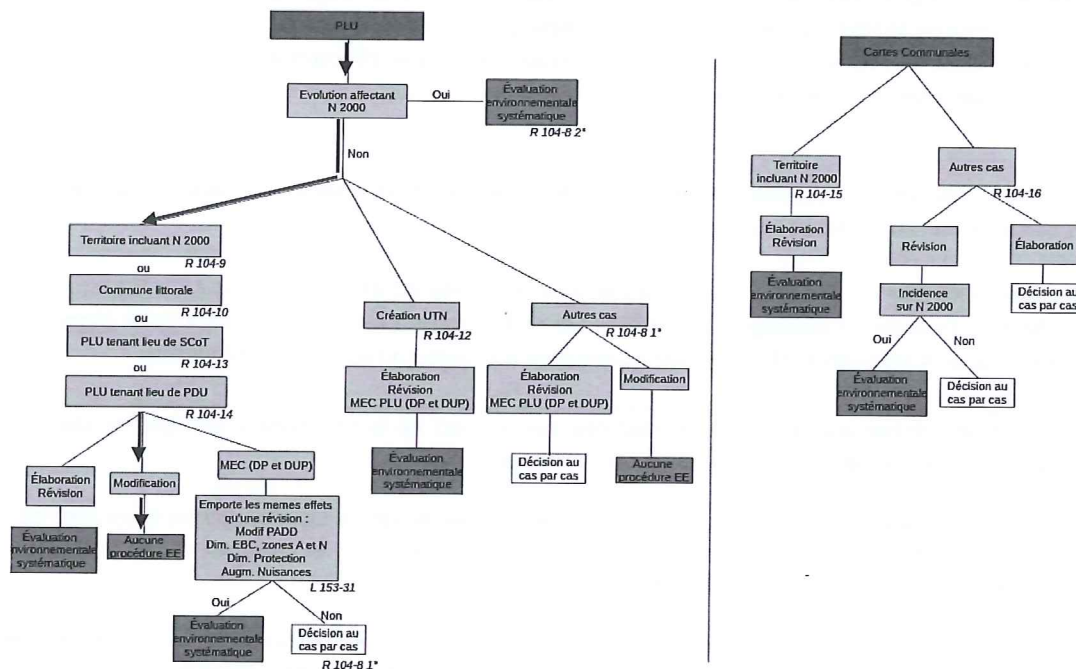 PLU
Evolution affectant
N 2000
Oui
Évaluation
environnementale
systématique
R 104-8 2°
Non
Territoire incluant N 2000
R 104-9
ou
Commune littorale
R 104-10
ou
PLU tenant lieu de SCoT
R 104-13
ou
PLU tenant lieu de PDU
R 104-14
Élaboration
Révision
Évaluation
environnementale
systématique
Modification
Aucune
procédure EE
MEC (DP et DUP)
Emporte les memes effets
qu'une révision :
Modif PADD
Dim. EBC, zones A et N
Dim. Protection
Augm. Nuisances
L 153-31
Oui
Évaluation
environnementale
systématique
Non
Décision au
cas par cas
R 104-8 1°
Création UTN
R 104-12
Élaboration
Révision
MEC PLU (DP et DUP)
Évaluation
environnementale
systématique
Autres cas
R 104-8 1°
Élaboration
Révision
MEC PLU (DP et DUP)
Décision au
cas par cas
Modification
Aucune
procédure EE
Cartes Communales
Territoire
incluant N 2000
R 104-15
Élaboration
Révision
Évaluation
environnementale
systématique
Autres cas
R 104-16
Révision
Incidence
sur N 2000
Oui
Évaluation
environnementale
systématique
Non
Décision au
cas par cas
Élaboration
Décision au
cas par cas